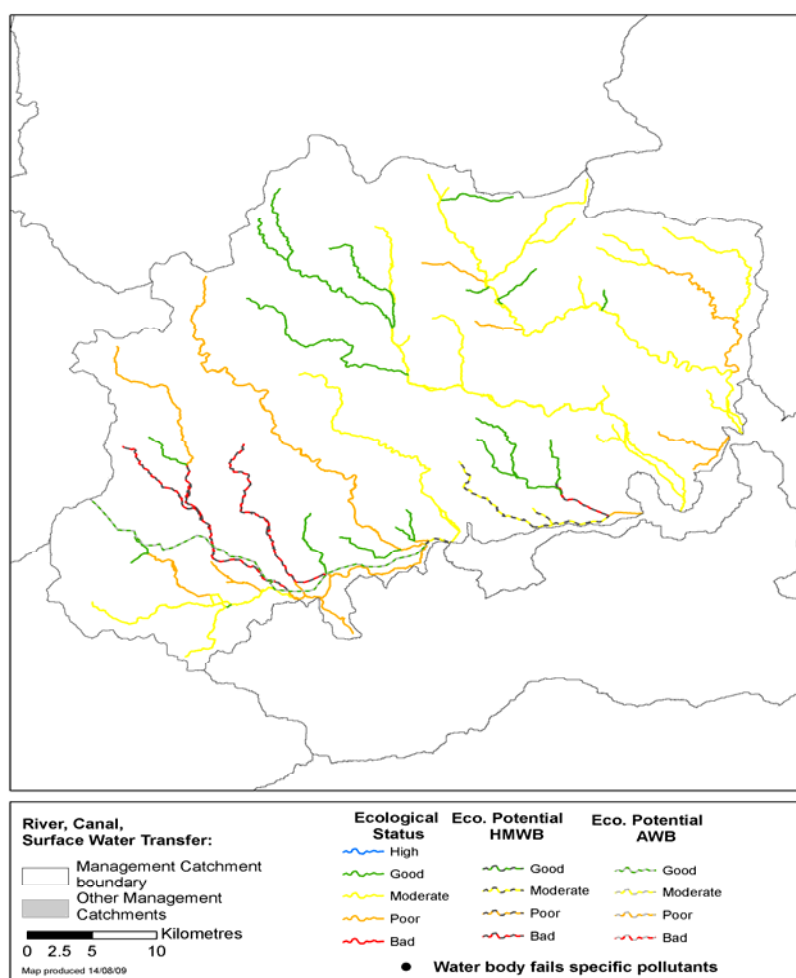 River, Canal,
Surface Water Transfer:
Management Catchment
boundary
Other Management
Catchments
Kilometres
0 2.5 5 10
Map produced 14/08/09
Ecological
Status
High
Good
Moderate
Poor
Bad
Eco. Potential
HMWB
Good
Moderate
Poor
Bad
Eco. Potential
AWB
Good
Moderate
Poor
Bad
Water body fails specific pollutants